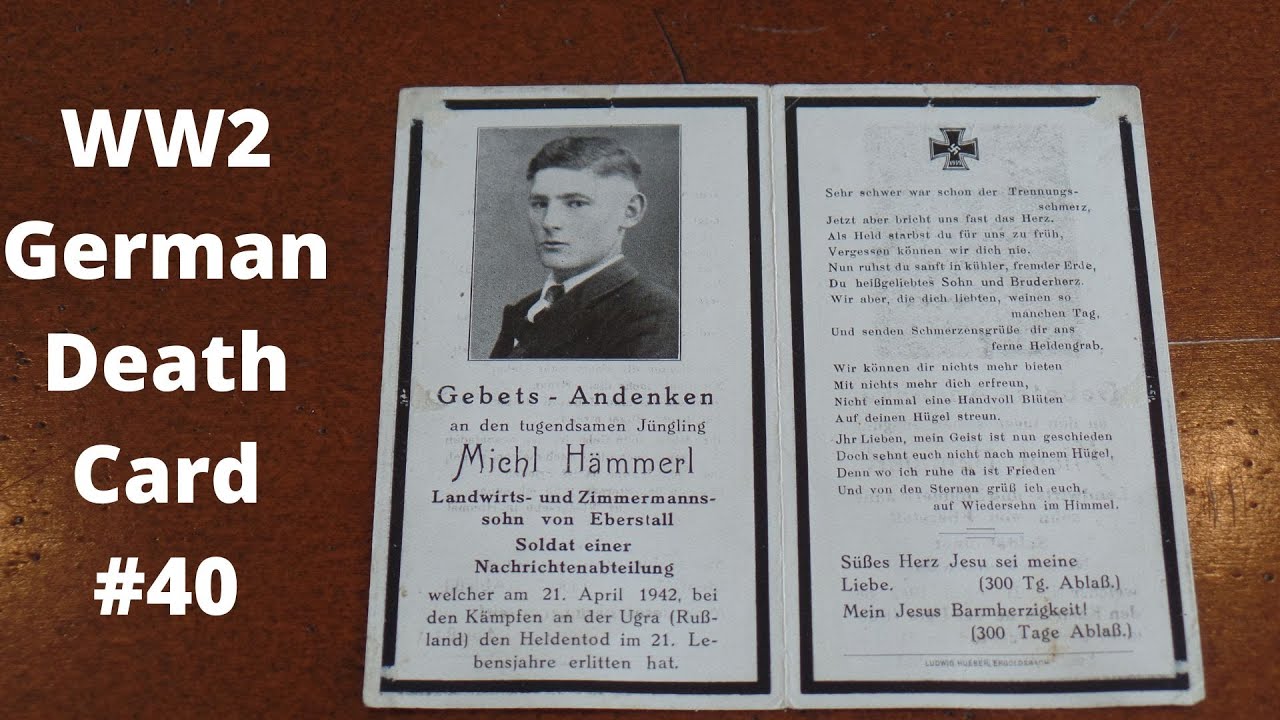 WW2
German
Death
Card
#40
Gebets - Andenken
an den tugendsamen Jüngling
Michl Hämmerl
Landwirts- und Zimmermanns-
sohn von Eberstall
Soldat einer
Nachrichtenabteilung
welcher am 21. April 1942, bei
den Kämpfen an der Ugra (Ruß-
land) den Heldentod im 21. Le-
bensjahre erlitten hat.
Sehr schwer war schon der Trennungs-
schmerz,
Jetzt aber bricht uns fast das Herz.
Als Held starbst du für uns zu früh,
Vergessen können wir dich nie.
Nun ruhst du sanft in kühler, fremder Erde,
Du heißgeliebtes Sohn und Bruderherz.
Wir aber, die dich liebten, weinen so
manchen Tag,
Und senden Schmerzensgrüße dir ans
ferne Heldengrab.
Wir können dir nichts mehr bieten
Mit nichts mehr dich erfreun,
Nicht einmal eine Handvoll Blüten
Auf deinen Hügel streun.
Jhr Lieben, mein Geist ist nun geschieden
Doch sehnt euch nicht nach meinem Hügel,
Denn wo ich ruhe da ist Frieden
Und von den Sternen grüß ich euch,
auf Wiedersehn im Himmel.
Süßes Herz Jesu sei meine
Liebe. (300 Tg. Ablaß.)
Mein Jesus Barmherzigkeit!
(300 Tage Ablaß.)
LUDWIG HUEBER, ERGOLDSBACH